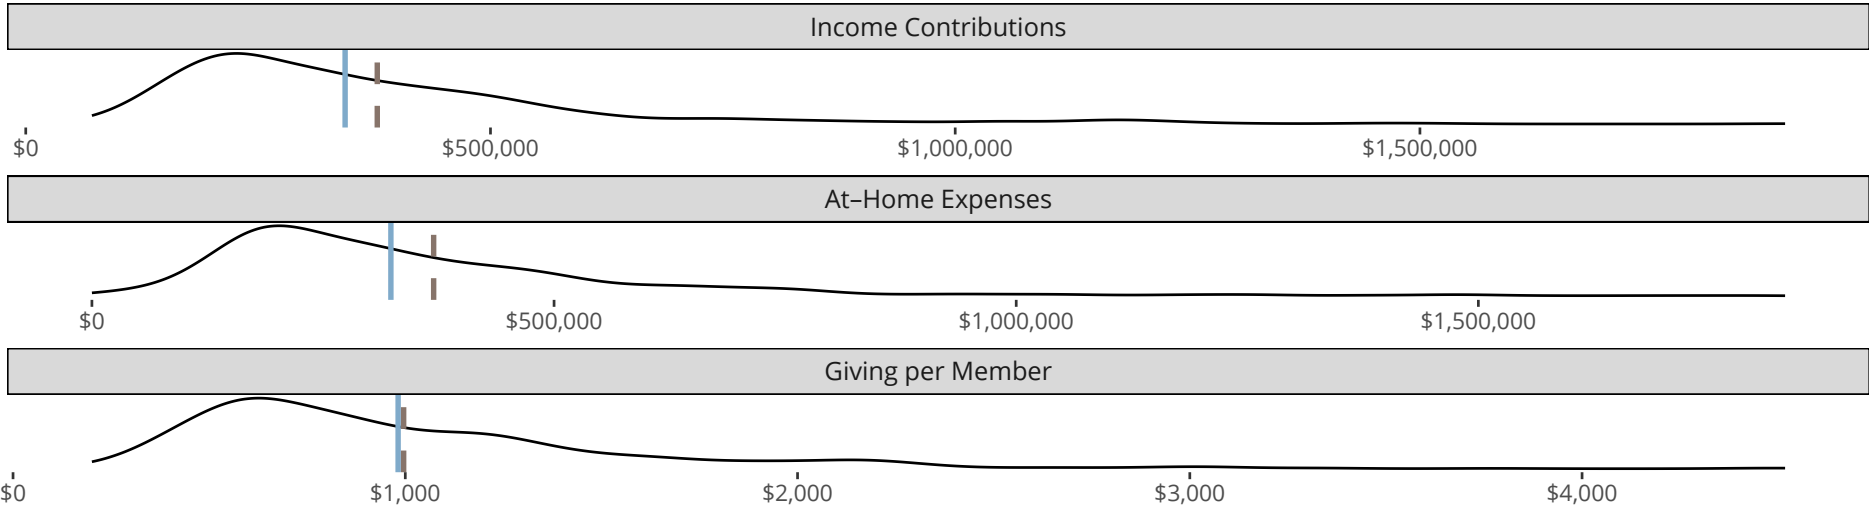 Income Contributions
$0 $500,000 $1,000,000 $1,500,000
At–Home Expenses
$0 $500,000 $1,000,000 $1,500,000
Giving per Member
$0 $1,000 $2,000 $3,000 $4,000